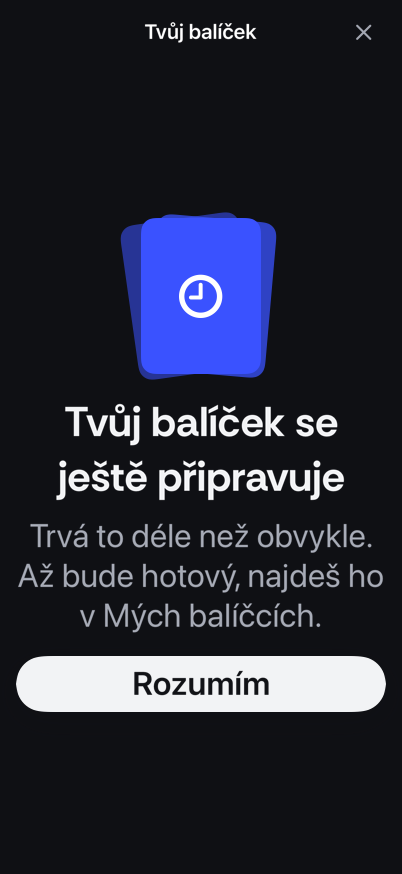 Tvůj balíček
Tvůj balíček se
ještě připravuje
Trvá to déle než obvykle.
Až bude hotový, najdeš ho
v Mých balíčcích.
Rozumím